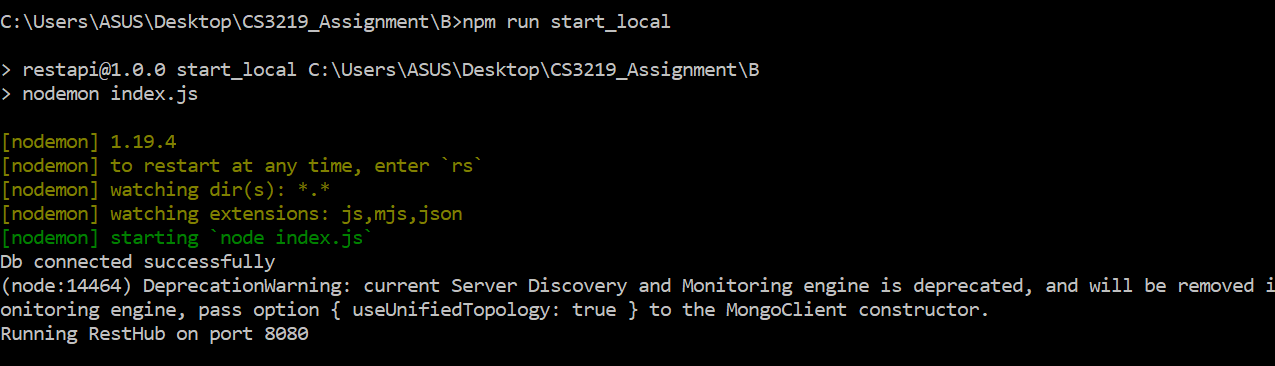 C:\Users\ASUS\Desktop\CS3219_Assignment\B>npm run start_local
> restapi@1.0.0 start_local C:\Users\ASUS\Desktop\CS3219_Assignment\B
> nodemon index.js
[nodemon] 1.19.4
[nodemon] to restart at any time, enter `rs`
[nodemon] watching dir(s): *.*
[nodemon] watching extensions: js,mjs,json
[nodemon] starting `node index.js`
Db connected successfully
(node:14464) DeprecationWarning: current Server Discovery and Monitoring engine is deprecated, and will be removed i
onitoring engine, pass option { useUnifiedTopology: true } to the MongoClient constructor.
Running RestHub on port 8080